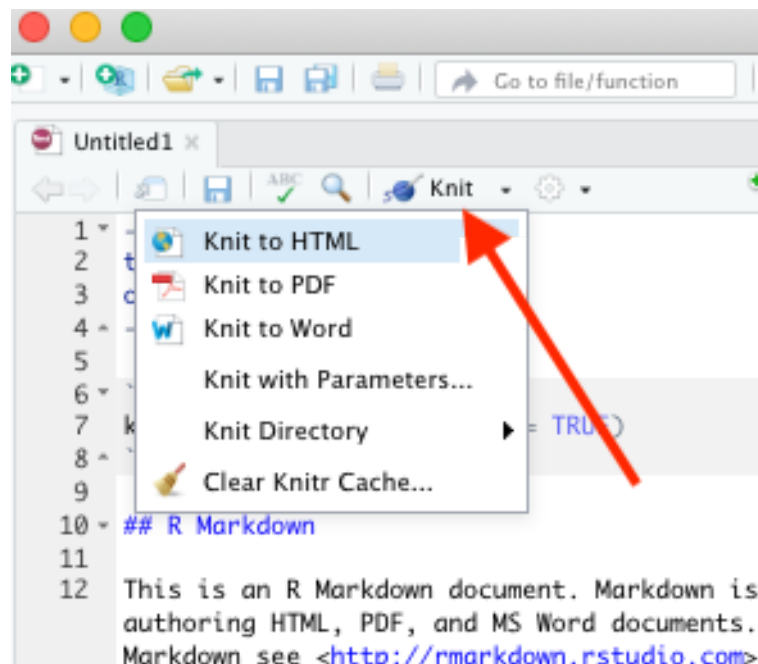 Go to file/function
Untitled1
ABC
Knit
1 -
Knit to HTML
2 t
Knit to PDF
3 c
4 -
Knit to Word
5
Knit with Parameters...
6 `
7 k = TRUE)
Knit Directory
8 `
9
Clear Knitr Cache...
10 ## R Markdown
11
12 This is an R Markdown document. Markdown is
authoring HTML, PDF, and MS Word documents.
Markdown see <http://rmarkdown.rstudio.com>